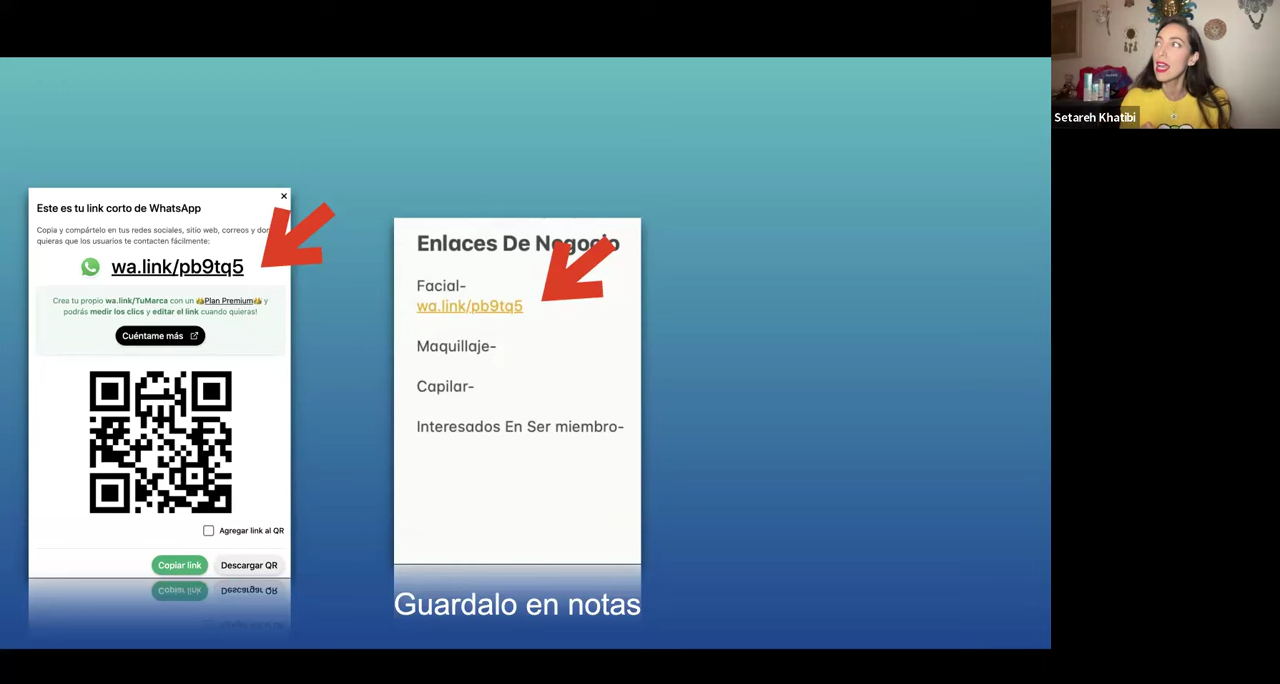 Setareh Khatibi
Este es tu link corto de WhatsApp
Copia y compártelo en tus redes sociales, sitio web, correos y
quieras que los usuarios te contacten fácilmente:
wa.link/pb9tq5
Crea tu propio wa.link/TuMarca con un 👑Plan Premium👑 y
podrás medir los clics y editar el link cuando quieras!
Cuéntame más
Agregar link al QR
Copiar link Descargar QR
Enlaces De Negocio
Facial-
wa.link/pb9tq5
Maquillaje-
Capilar-
Interesados En Ser miembro-
Guardalo en notas